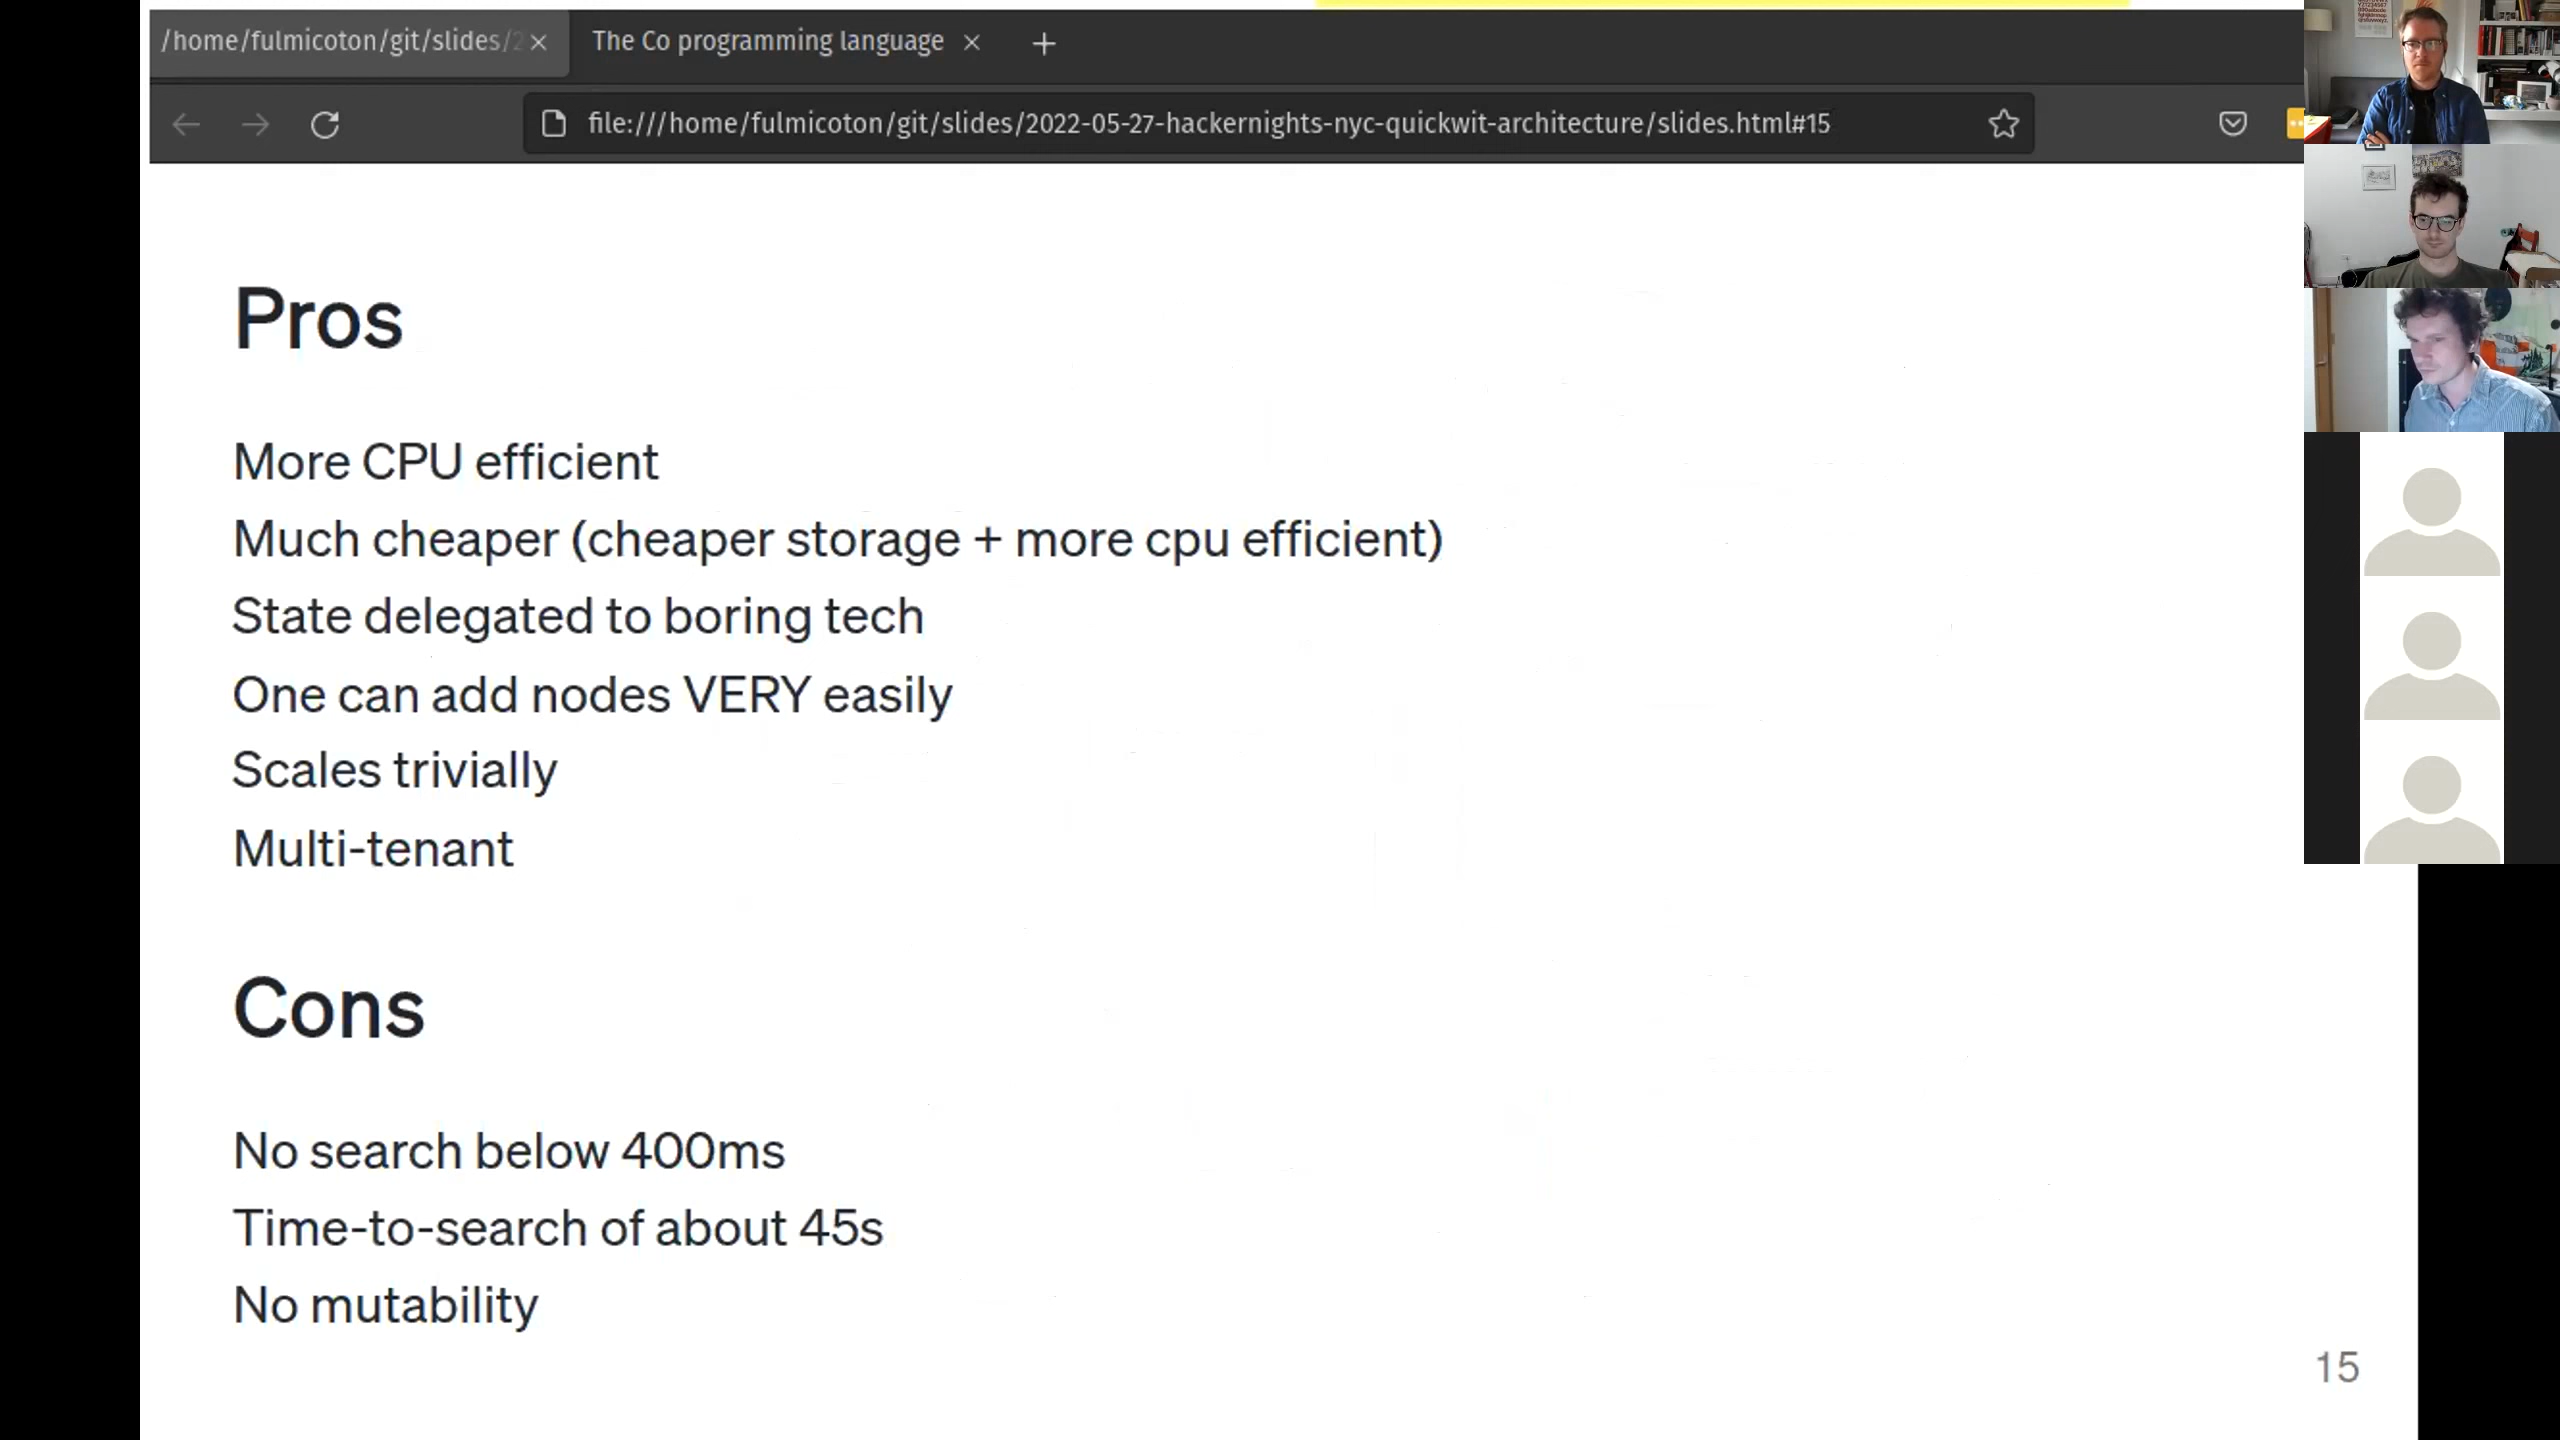 /home/fulmicoton/git/slides/2
The Co programming language
file:///home/fulmicoton/git/slides/2022-05-27-hackernights-nyc-quickwit-architecture/slides.html#15
Pros
More CPU efficient
Much cheaper (cheaper storage + more cpu efficient)
State delegated to boring tech
One can add nodes VERY easily
Scales trivially
Multi-tenant
Cons
No search below 400ms
Time-to-search of about 45s
No mutability
15